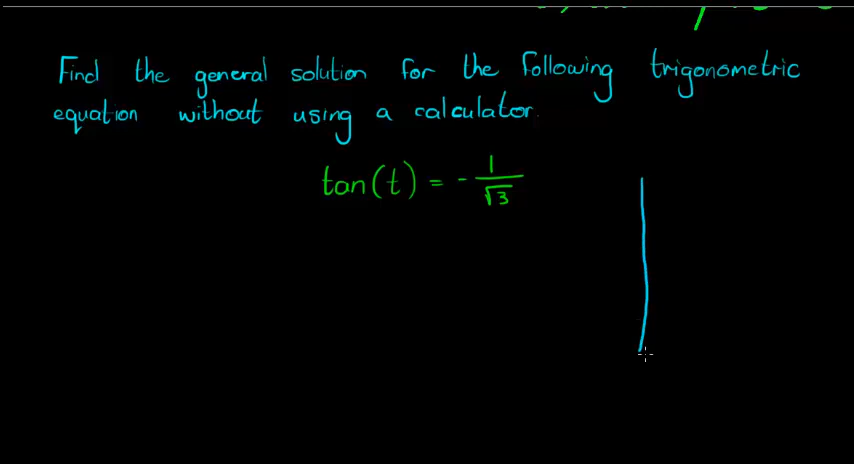 Find the general solution for the following trigonometric
equation without using a calculator.
tan(t) = - 1/√3